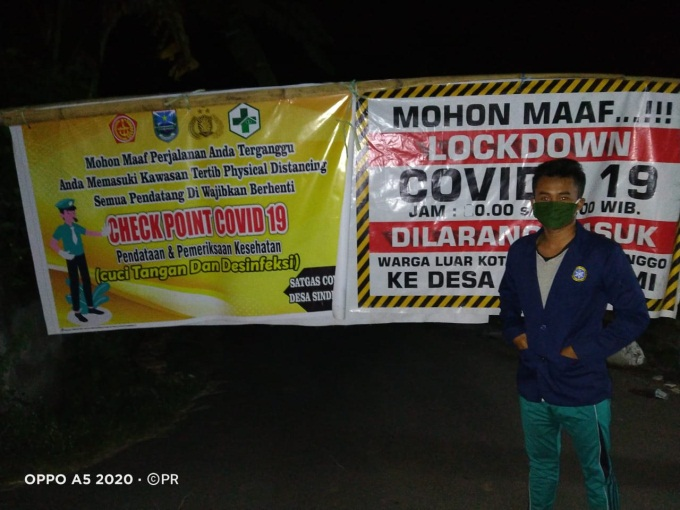 Mohon Maaf Perjalanan Anda Terganggu
Anda Memasuki Kawasan Tertib Physical Distancing
Semua Pendatang Di Wajibkan Berhenti
CHECK POINT COVID 19
Pendataan & Pemeriksaan Kesehatan
(cuci Tangan Dan Desinfeksi)
SATGAS
DESA
MOHON MAAF...!!!
LOCKDOWN
COVID 19
JAM : 00 WIB.
DILARANG
WARGA LUAR
KE DESA
OPPO A5 2020 · ©PR